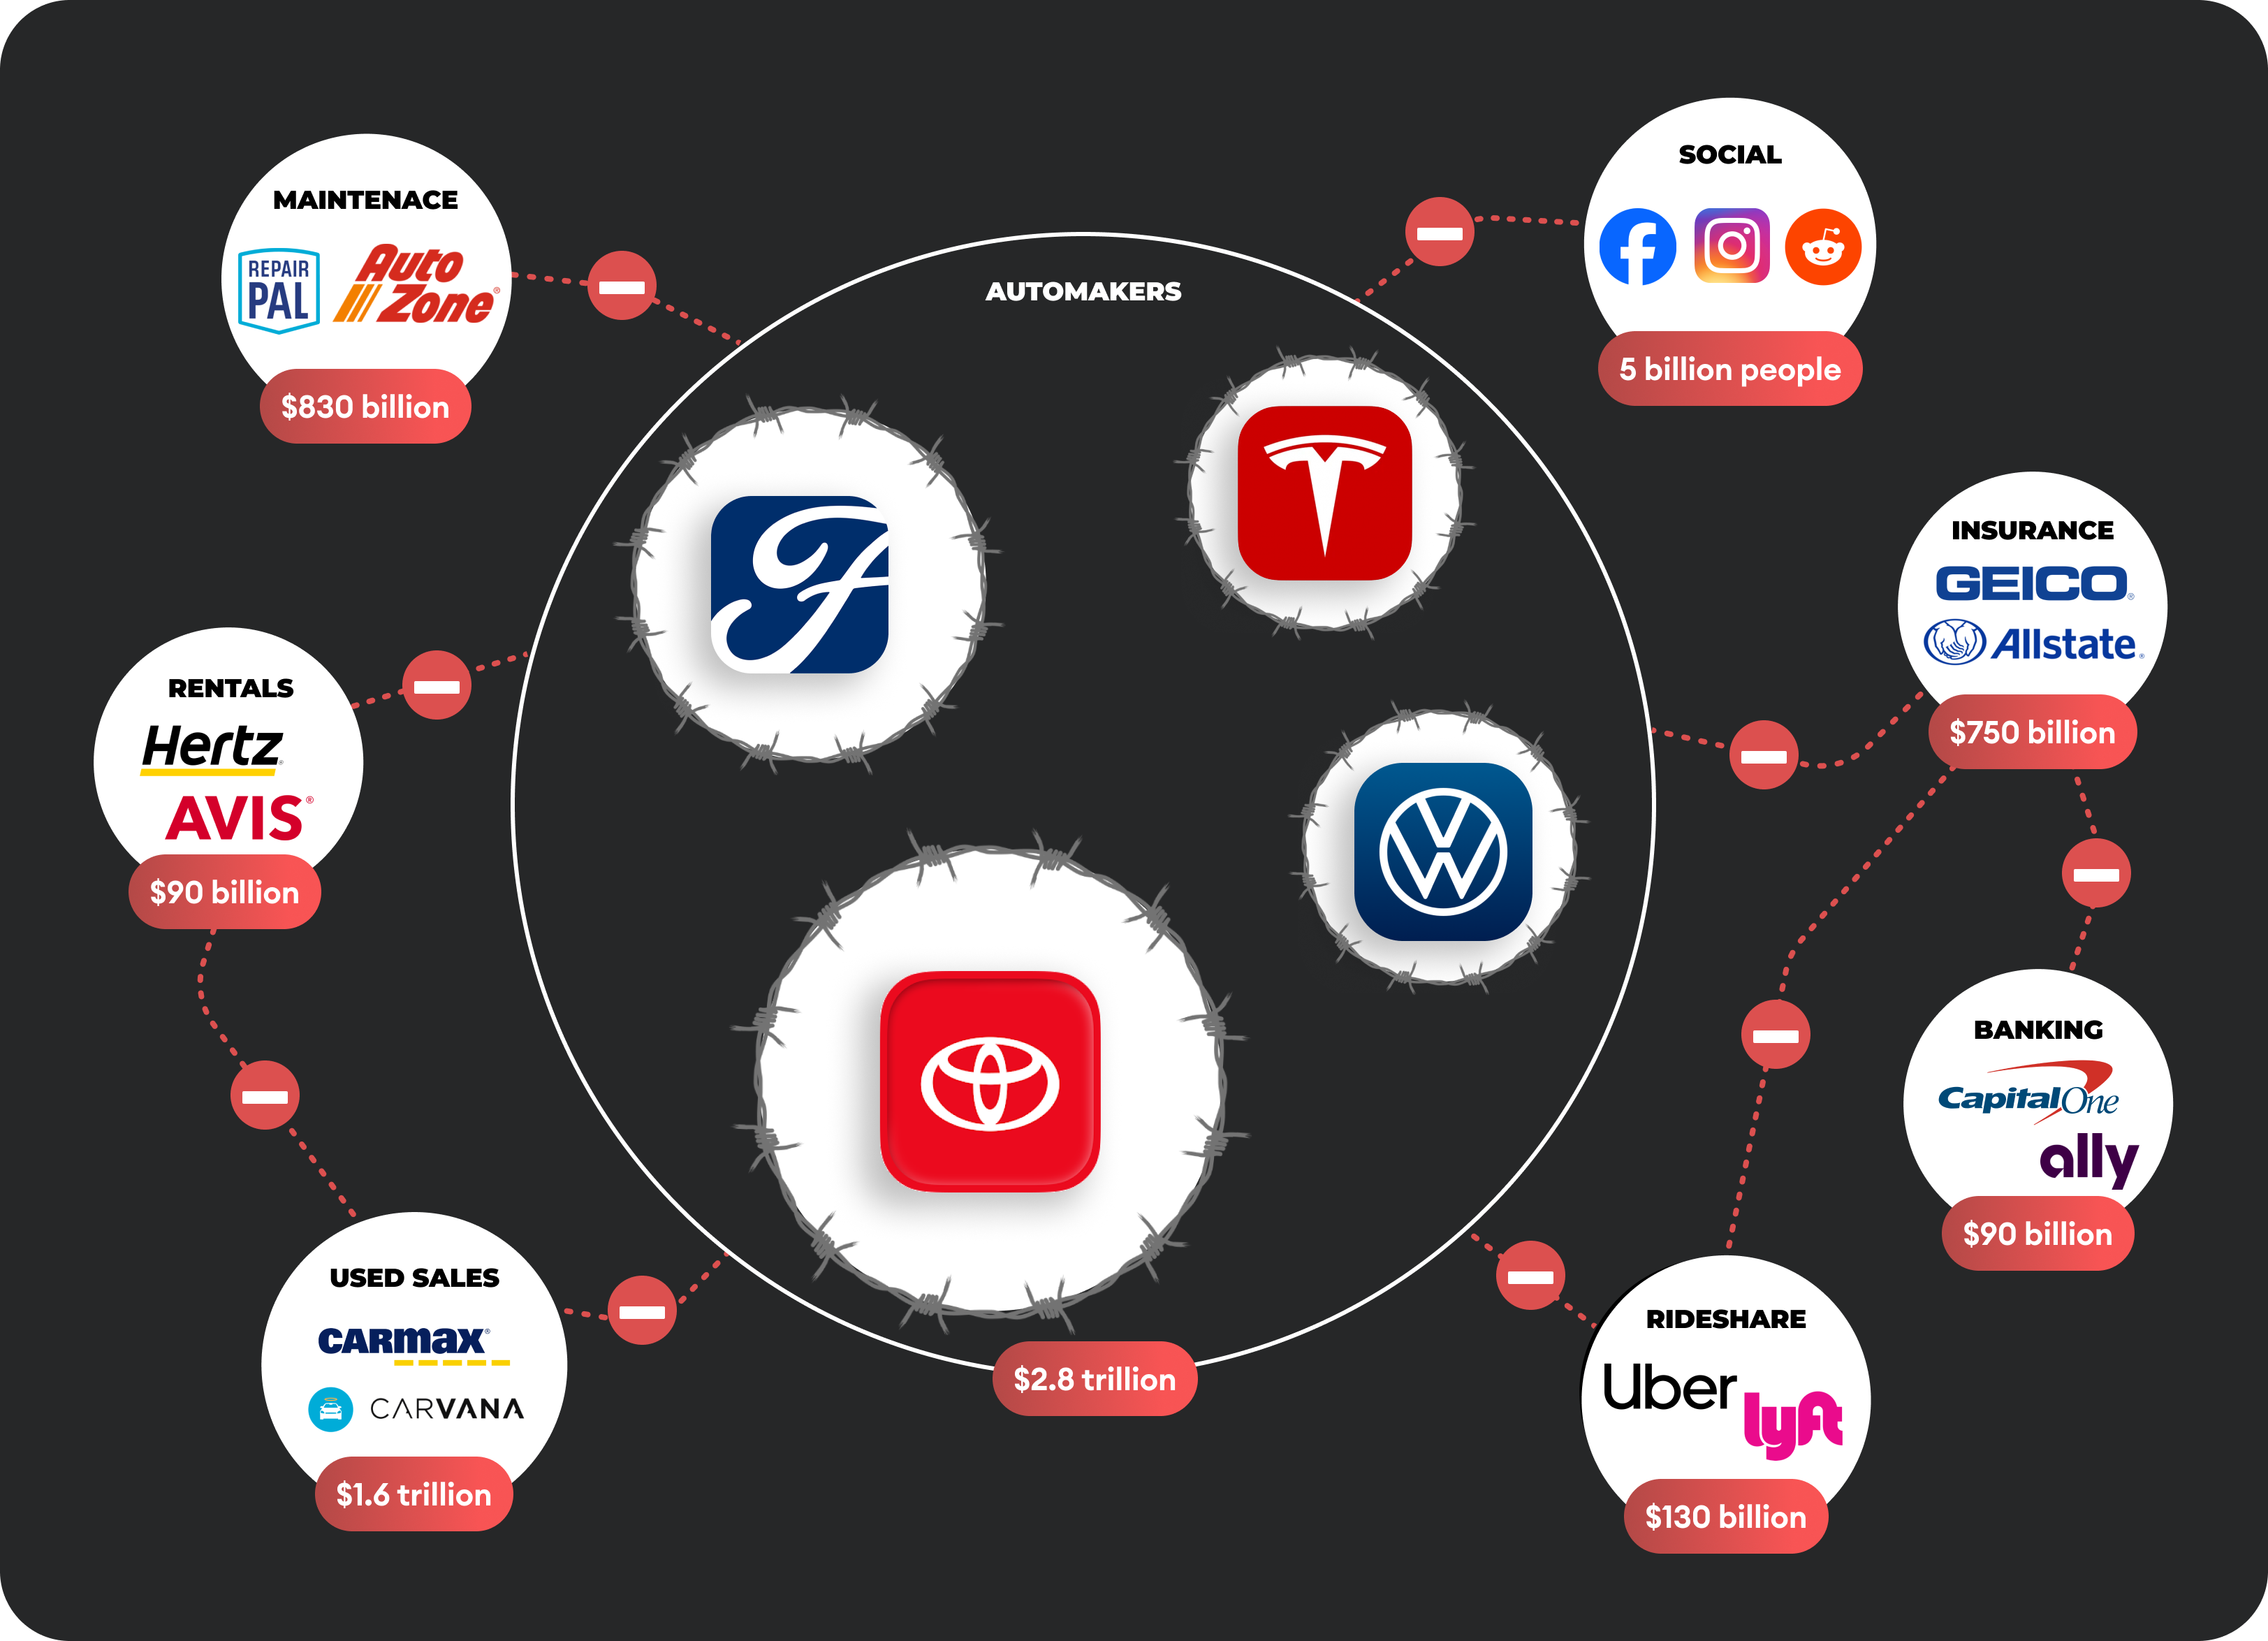 MAINTENACE
REPAIR
PAL
Auto
Zone®
$830 billion
SOCIAL
5 billion people
AUTOMAKERS
INSURANCE
GEICO®
Allstate®
$750 billion
RENTALS
Hertz®
AVIS®
$90 billion
BANKING
Capital One
ally
$90 billion
USED SALES
CARMAX®
CARVANA
$1.6 trillion
$2.8 trillion
RIDESHARE
Uber
lyft
$130 billion